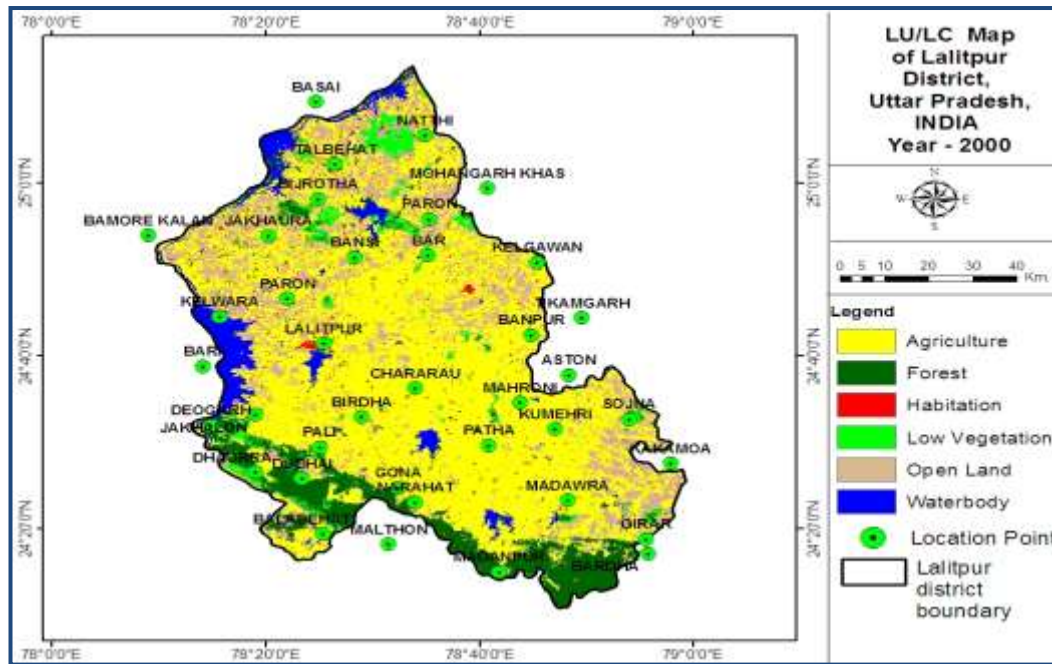 78°0'0"E
78°20'0"E
78°40'0"E
79°0'0"E
LU/LC Map
of Lalitpur
District,
Uttar Pradesh,
INDIA
Year - 2000
N
W
E
S
0 5 10 20 30 40
Km.
Legend
Agriculture
Forest
Habitation
Low Vegetation
Open Land
Waterbody
Location Point
Lalitpur
district
boundary
25°0'0"N
24°40'0"N
24°20'0"N
25°0'0"N
24°40'0"N
24°20'0"N
BASAI
NATTHI
TALBEHAT
MOHANGARH KHAS
BIJROTHA
PARON
BAMORE KALAN
JAKHAURA
BANSI
BAR
KELGAWAN
PARON
KELWARA
TIKAMGARH
LALITPUR
BANPUR
BARI
ASTON
CHARARAU
MAHRONI
DEOGARH
BIRDHA
KUMEHRI
SOJNA
JAKHALON
PALI
PATHA
DUDHAI
GONA
NARAHAT
MADAWRA
GIRAR
MALTHON
MADANPUR
BARDHA
78°0'0"E
78°20'0"E
78°40'0"E
79°0'0"E